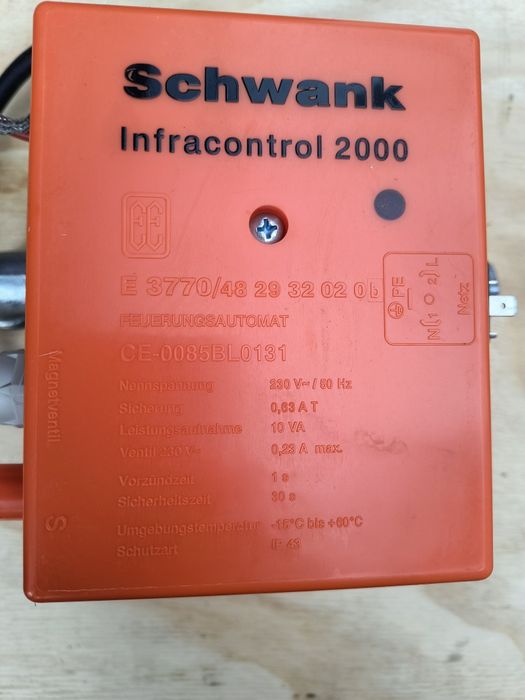 Schwank
Infracontrol 2000
E 3770/48 29 32 02 0b
FEUERUNGSAUTOMAT
CE-0085BL0131
Nennspannung 230 V~ / 50 Hz
Sicherung 0,63 A T
Leistungsaufnahme 10 VA
Ventil 230 V~ 0,23 A max.
Vorzündzeit 1 s
Sicherheitszeit 30 s
Umgebungstemperatur -15°C bis +60°C
Schutzart IP 43
PE
N(1 2)L
Netz
Magnetventil
S